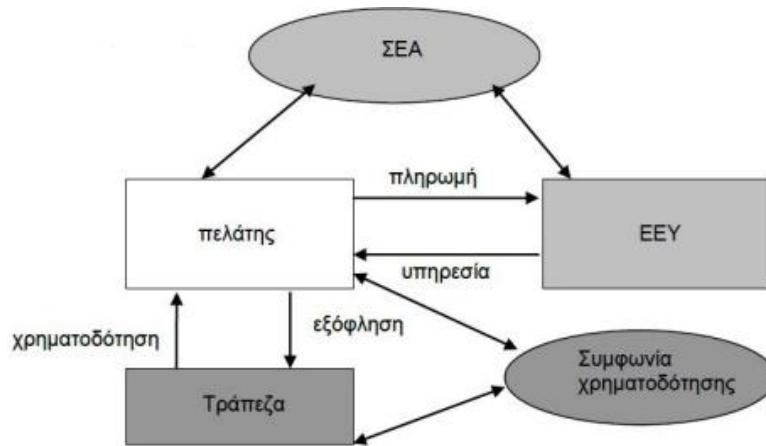 ΣΕΑ
πληρωμή
πελάτης
ΕΕΥ
υπηρεσία
χρηματοδότηση
εξόφληση
Συμφωνία
χρηματοδότησης
Τράπεζα